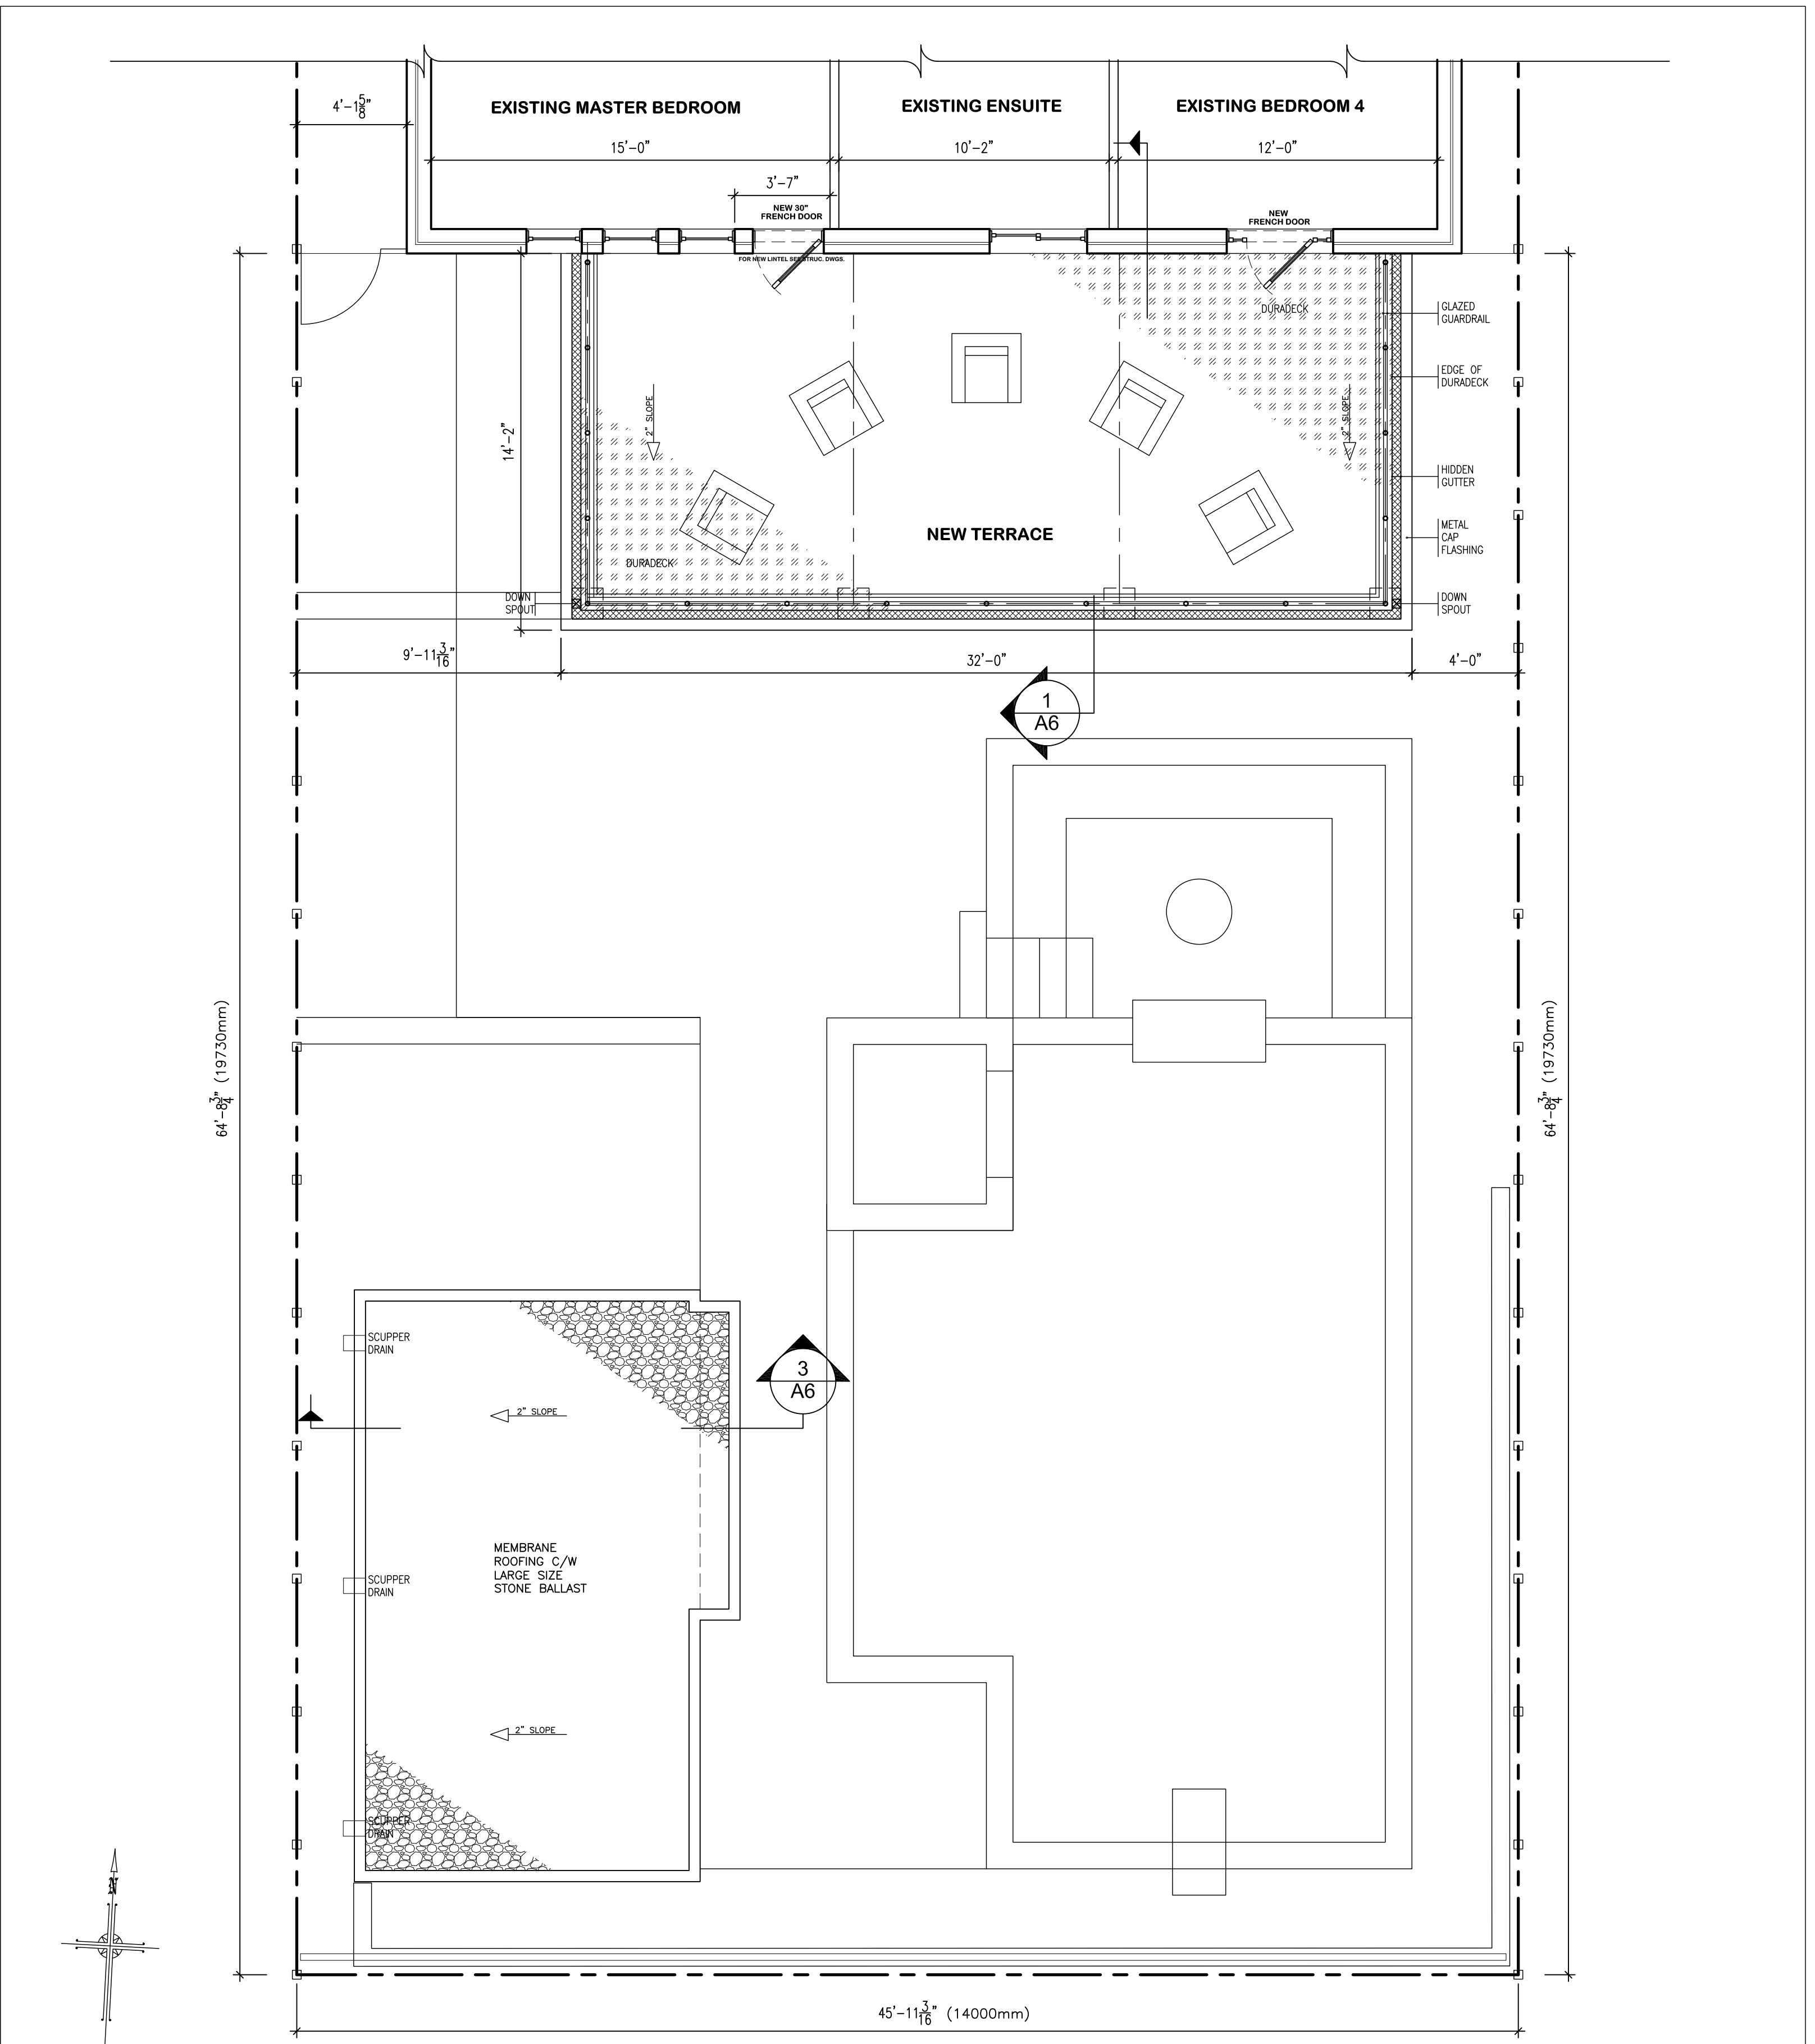 4'-1 5/8"
EXISTING MASTER BEDROOM
EXISTING ENSUITE
EXISTING BEDROOM 4
15'-0"
10'-2"
12'-0"
3'-7"
NEW 30"
FRENCH DOOR
NEW
FRENCH DOOR
FOR NEW LINTEL SEE STRUC. DWGS.
DURADECK
GLAZED
GUARDRAIL
EDGE OF
DURADECK
2" SLOPE
2" SLOPE
14'-2"
HIDDEN
GUTTER
NEW TERRACE
METAL
CAP
FLASHING
DURADECK
DOWN
SPOUT
DOWN
SPOUT
9'-11 3/16"
32'-0"
4'-0"
1
A6
64'-8 3/4" (19730mm)
64'-8 3/4" (19730mm)
SCUPPER
DRAIN
3
A6
2" SLOPE
MEMBRANE
ROOFING C/W
LARGE SIZE
STONE BALLAST
SCUPPER
DRAIN
2" SLOPE
SCUPPER
DRAIN
N
45'-11 3/16" (14000mm)